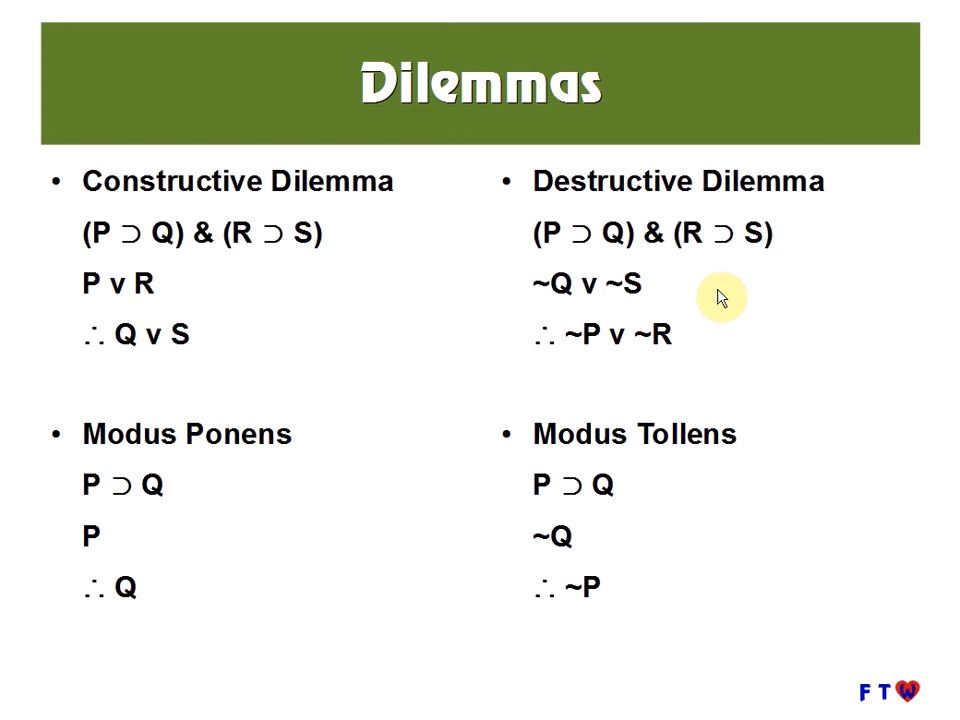 Dilemmas
• Constructive Dilemma
(P ⊃ Q) & (R ⊃ S)
P v R
∴ Q v S
• Destructive Dilemma
(P ⊃ Q) & (R ⊃ S)
~Q v ~S
∴ ~P v ~R
• Modus Ponens
P ⊃ Q
P
∴ Q
• Modus Tollens
P ⊃ Q
~Q
∴ ~P
F T W